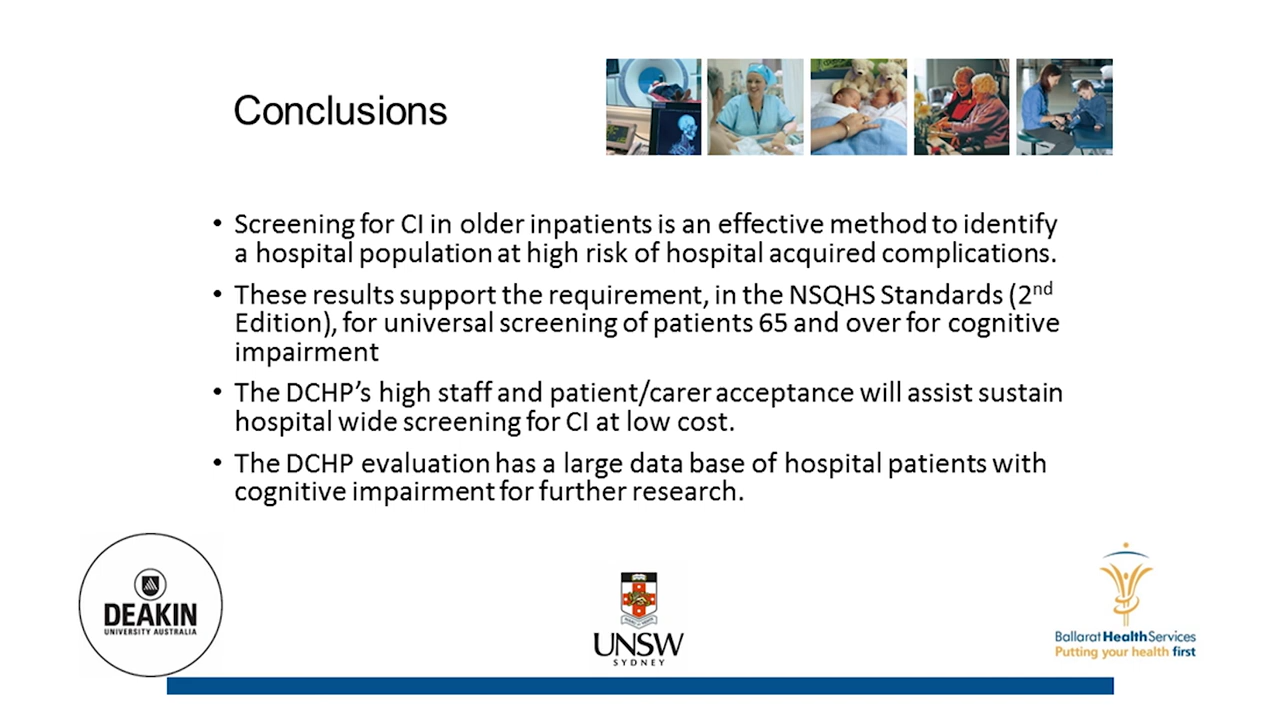 Conclusions
• Screening for CI in older inpatients is an effective method to identify
a hospital population at high risk of hospital acquired complications.
• These results support the requirement, in the NSQHS Standards (2nd
Edition), for universal screening of patients 65 and over for cognitive
impairment
• The DCHP’s high staff and patient/carer acceptance will assist sustain
hospital wide screening for CI at low cost.
• The DCHP evaluation has a large data base of hospital patients with
cognitive impairment for further research.
DEAKIN
UNIVERSITY AUSTRALIA
UNSW
SYDNEY
Ballarat Health Services
Putting your health first